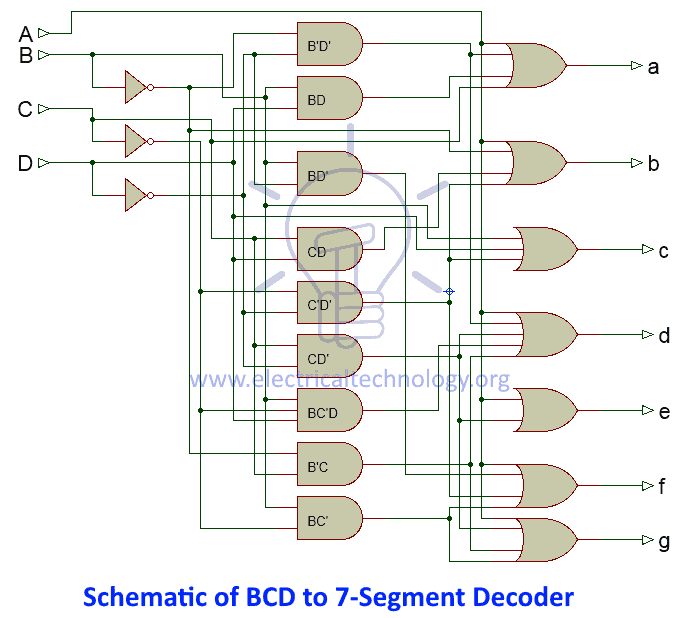 A
B
C
D
B'D'
BD
BD'
CD
C'D'
CD'
BC'D
B'C
BC'
a
b
c
d
e
f
g
www.electricaltechnology.org
Schematic of BCD to 7-Segment Decoder